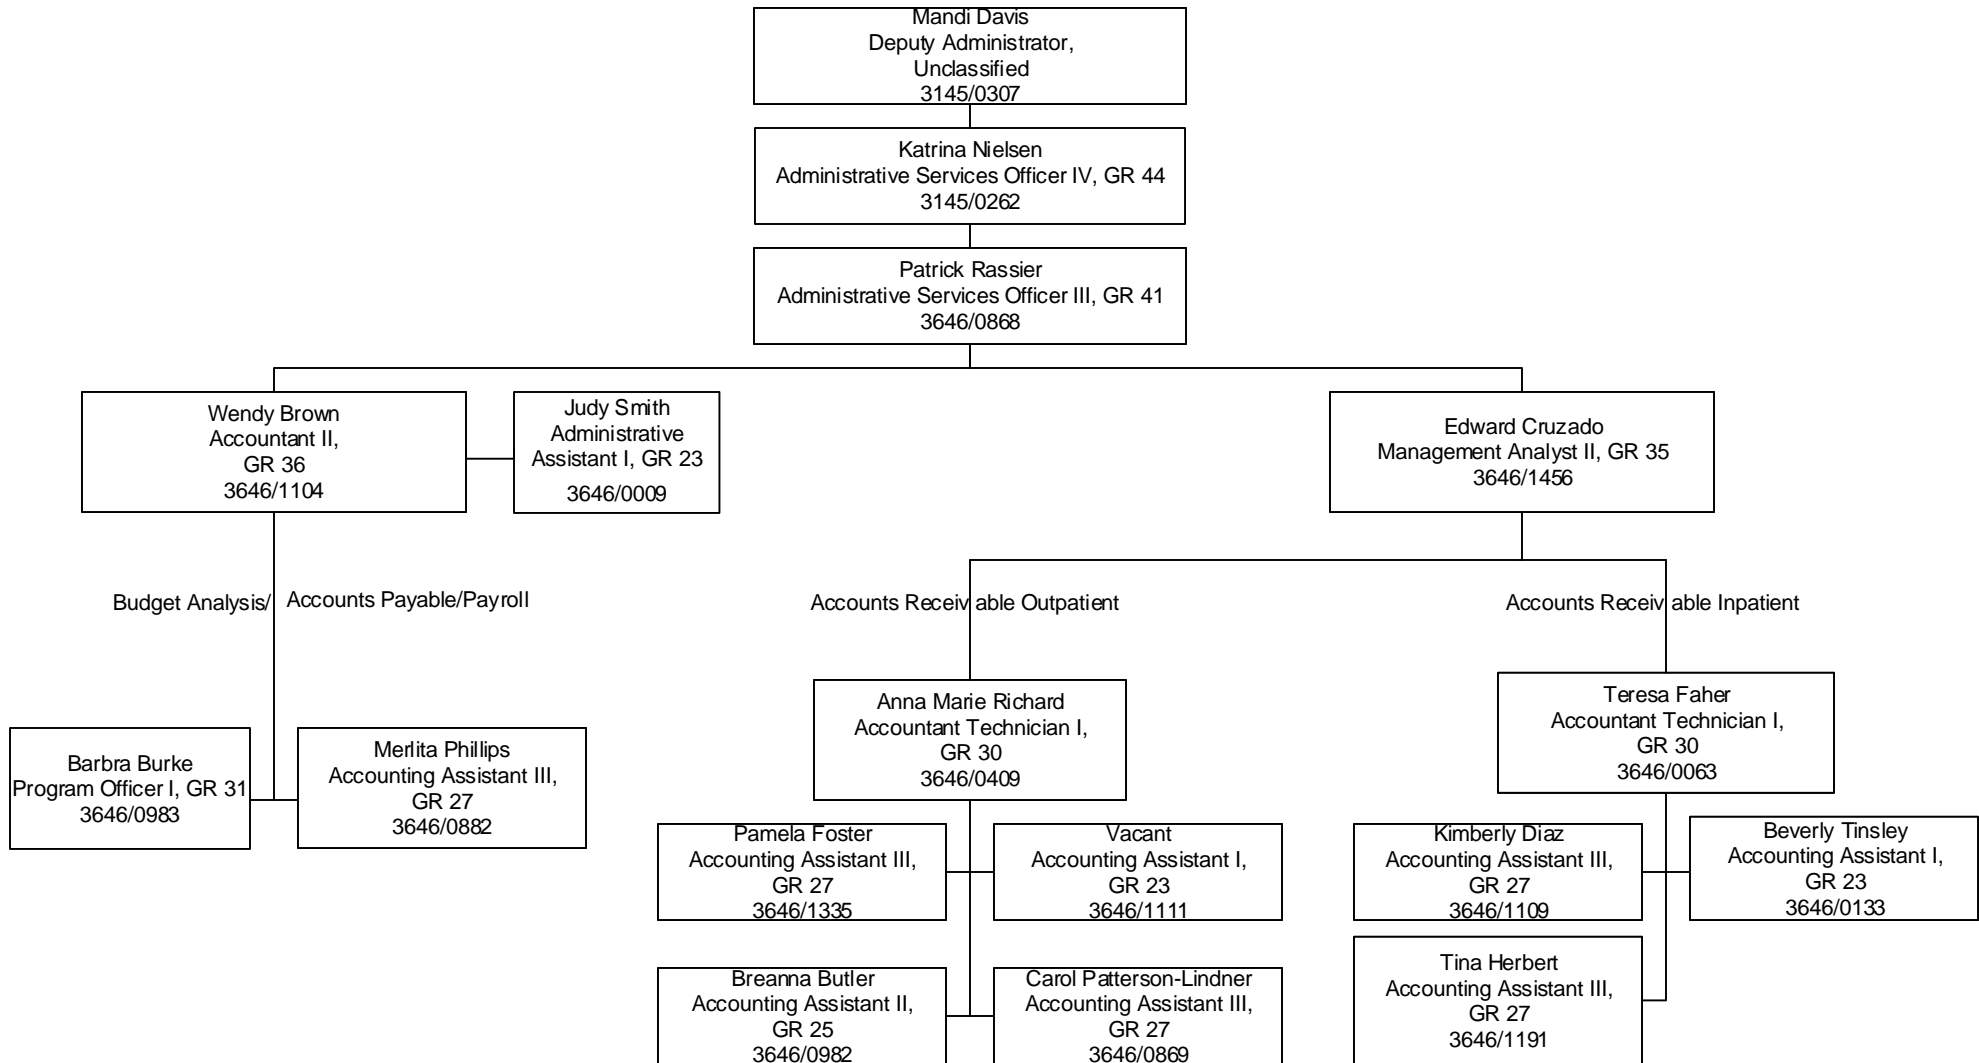 Mandi Davis
Deputy Administrator,
Unclassified
3145/0307
Katrina Nielsen
Administrative Services Officer IV, GR 44
3145/0262
Patrick Rassier
Administrative Services Officer III, GR 41
3646/0868
Wendy Brown
Accountant II,
GR 36
3646/1104
Judy Smith
Administrative
Assistant I, GR 23
3646/0009
Edward Cruzado
Management Analyst II, GR 35
3646/1456
Budget Analysis/
Accounts Payable/Payroll
Accounts Receivable Outpatient
Accounts Receivable Inpatient
Barbra Burke
Program Officer I, GR 31
3646/0983
Merlita Phillips
Accounting Assistant III,
GR 27
3646/0882
Anna Marie Richard
Accountant Technician I,
GR 30
3646/0409
Teresa Faher
Accountant Technician I,
GR 30
3646/0063
Pamela Foster
Accounting Assistant III,
GR 27
3646/1335
Vacant
Accounting Assistant I,
GR 23
3646/1111
Kimberly Diaz
Accounting Assistant III,
GR 27
3646/1109
Beverly Tinsley
Accounting Assistant I,
GR 23
3646/0133
Breanna Butler
Accounting Assistant II,
GR 25
3646/0982
Carol Patterson-Lindner
Accounting Assistant III,
GR 27
3646/0869
Tina Herbert
Accounting Assistant III,
GR 27
3646/1191